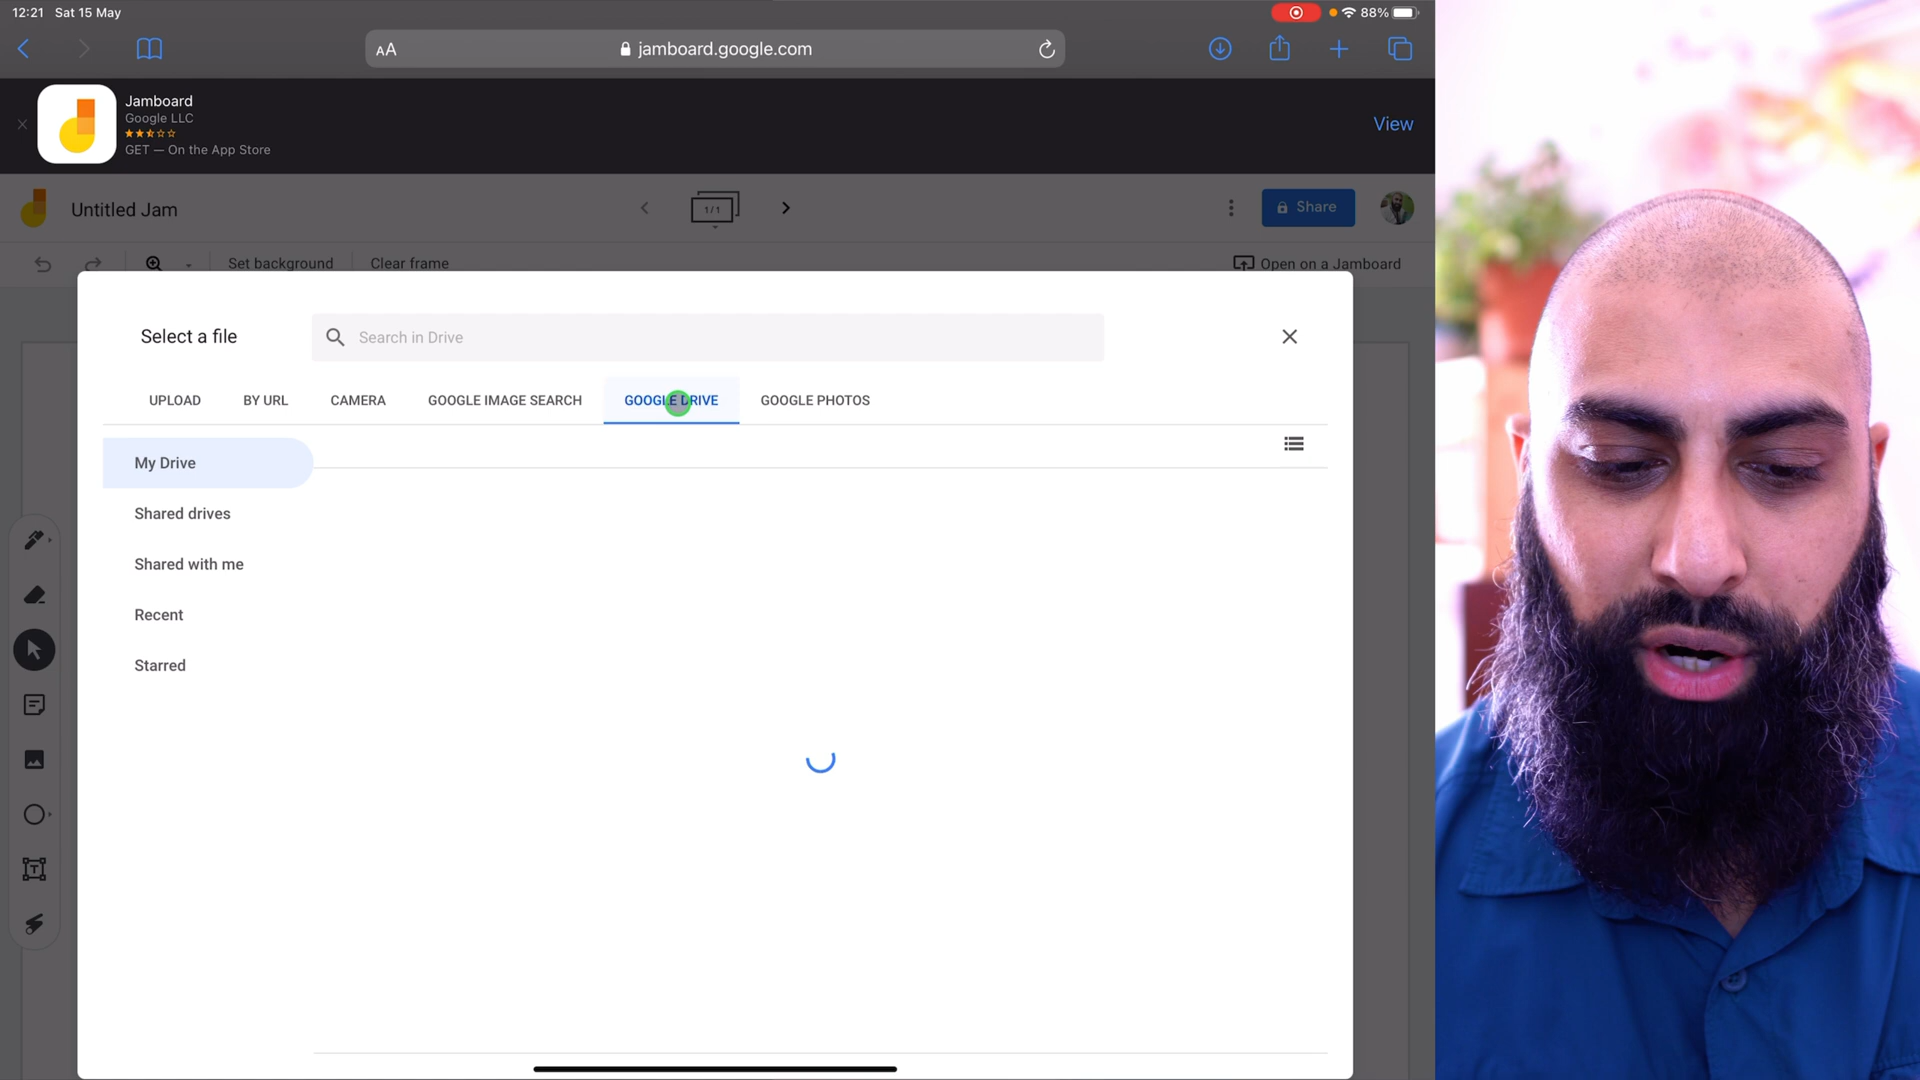 12:21 Sat 15 May
88%
AA
jamboard.google.com
Jamboard
Google LLC
GET — On the App Store
View
Untitled Jam
1/1
Share
Set background
Clear frame
Open on a Jamboard
Select a file
Search in Drive
UPLOAD
BY URL
CAMERA
GOOGLE IMAGE SEARCH
GOOGLE DRIVE
GOOGLE PHOTOS
My Drive
Shared drives
Shared with me
Recent
Starred